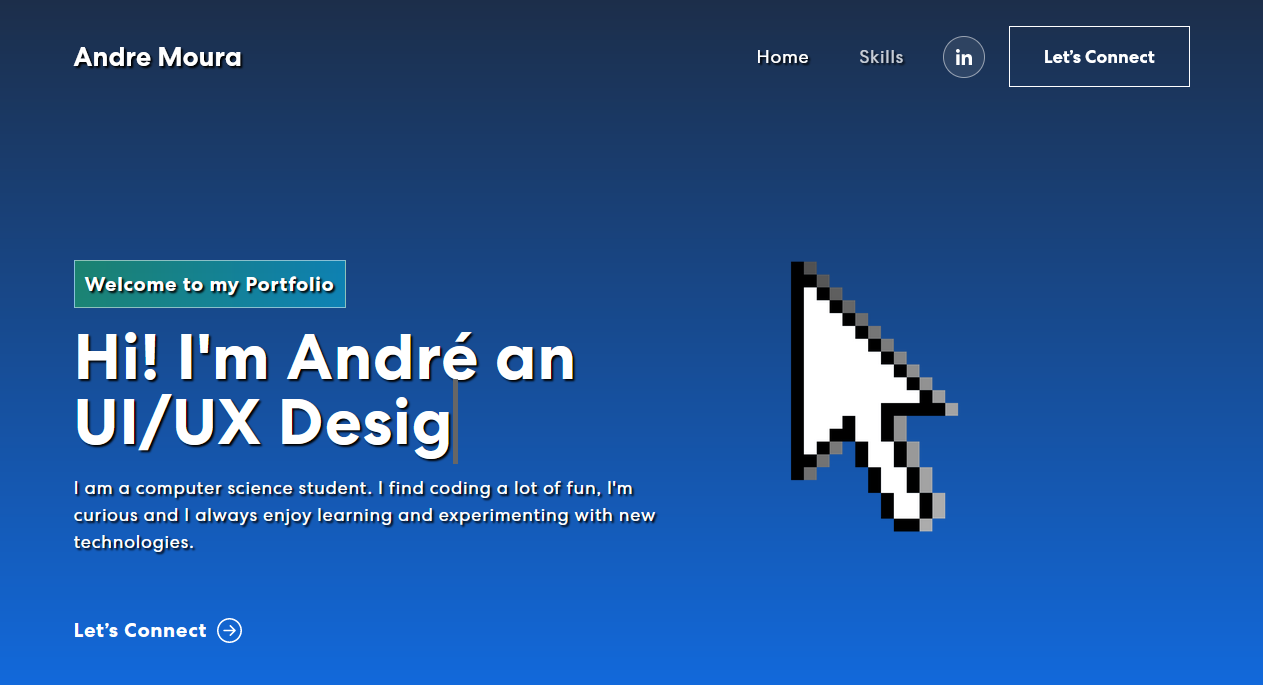 Andre Moura
Home
Skills
in
Let’s Connect
Welcome to my Portfolio
Hi! I'm André an
UI/UX Desig
I am a computer science student. I find coding a lot of fun, I'm
curious and I always enjoy learning and experimenting with new
technologies.
Let’s Connect